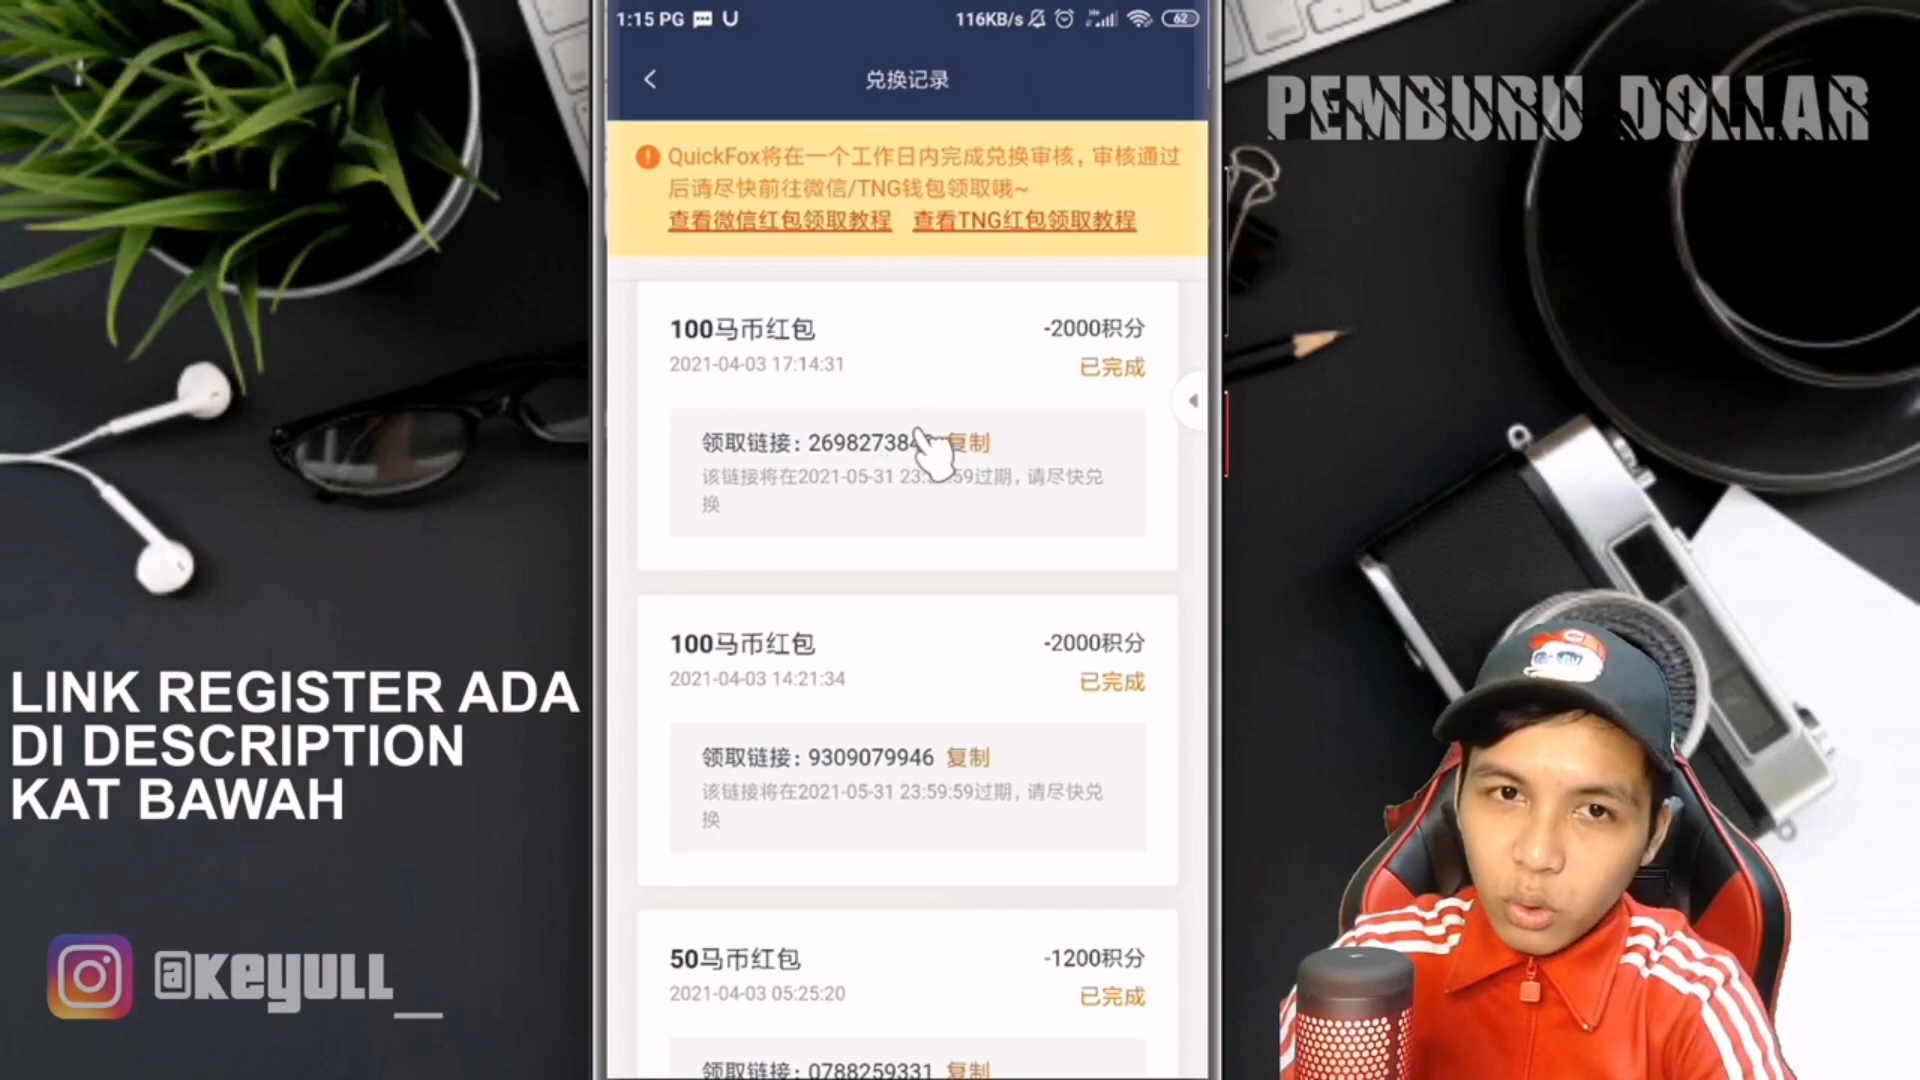 1:15 PG
116KB/s
62
兑换记录
PEMBURU DOLLAR
QuickFox将在一个工作日内完成兑换审核，审核通过
后请尽快前往微信/TNG钱包领取哦~
查看微信红包领取教程 查看TNG红包领取教程
100马币红包
-2000积分
2021-04-03 17:14:31
已完成
领取链接：269827384 复制
该链接将在2021-05-31 23: 59过期，请尽快兑
换
100马币红包
-2000积分
2021-04-03 14:21:34
已完成
领取链接：9309079946 复制
该链接将在2021-05-31 23:59:59过期，请尽快兑
换
50马币红包
-1200积分
2021-04-03 05:25:20
已完成
领取链接：0788259331 复制
LINK REGISTER ADA
DI DESCRIPTION
KAT BAWAH
@KEYULL_